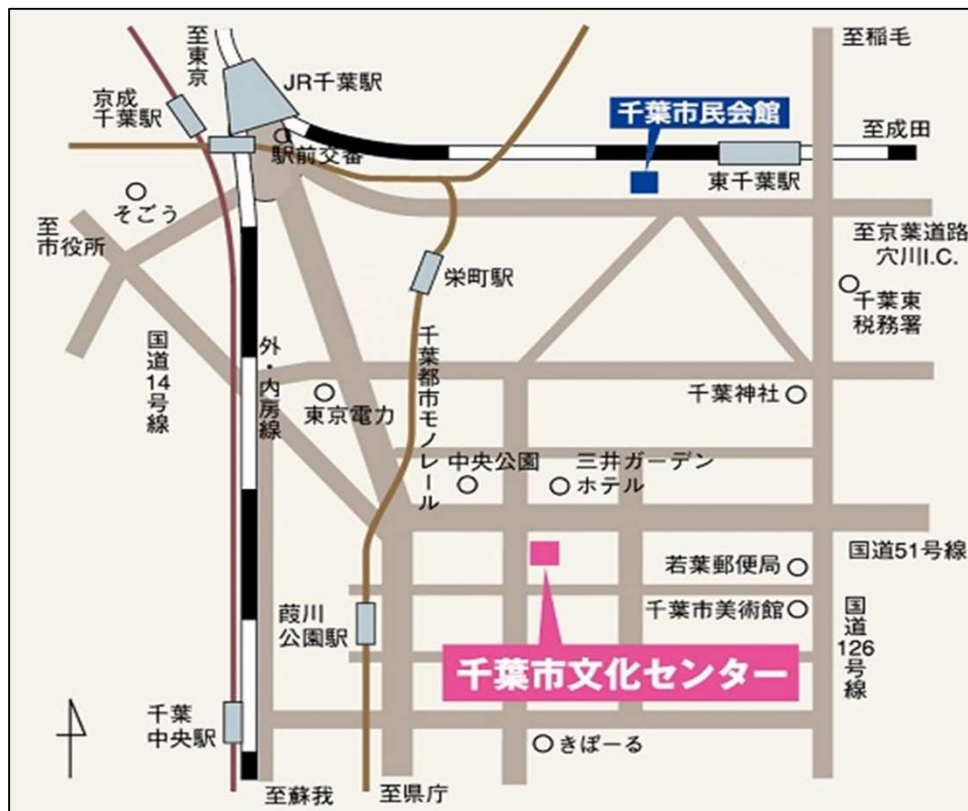 至東京
至稲毛
JR千葉駅
京成
千葉駅
千葉市民会館
至成田
駅前交番
東千葉駅
そごう
至
市役所
至京葉道路
穴川I.C.
栄町駅
千葉東
税務署
国道14号線
外・内房線
千葉都市モノレール
千葉神社
東京電力
中央公園
三井ガーデン
ホテル
国道51号線
若葉郵便局
葭川
公園駅
千葉市美術館
国道126号線
千葉市文化センター
千葉
中央駅
きぼーる
至蘇我
至県庁